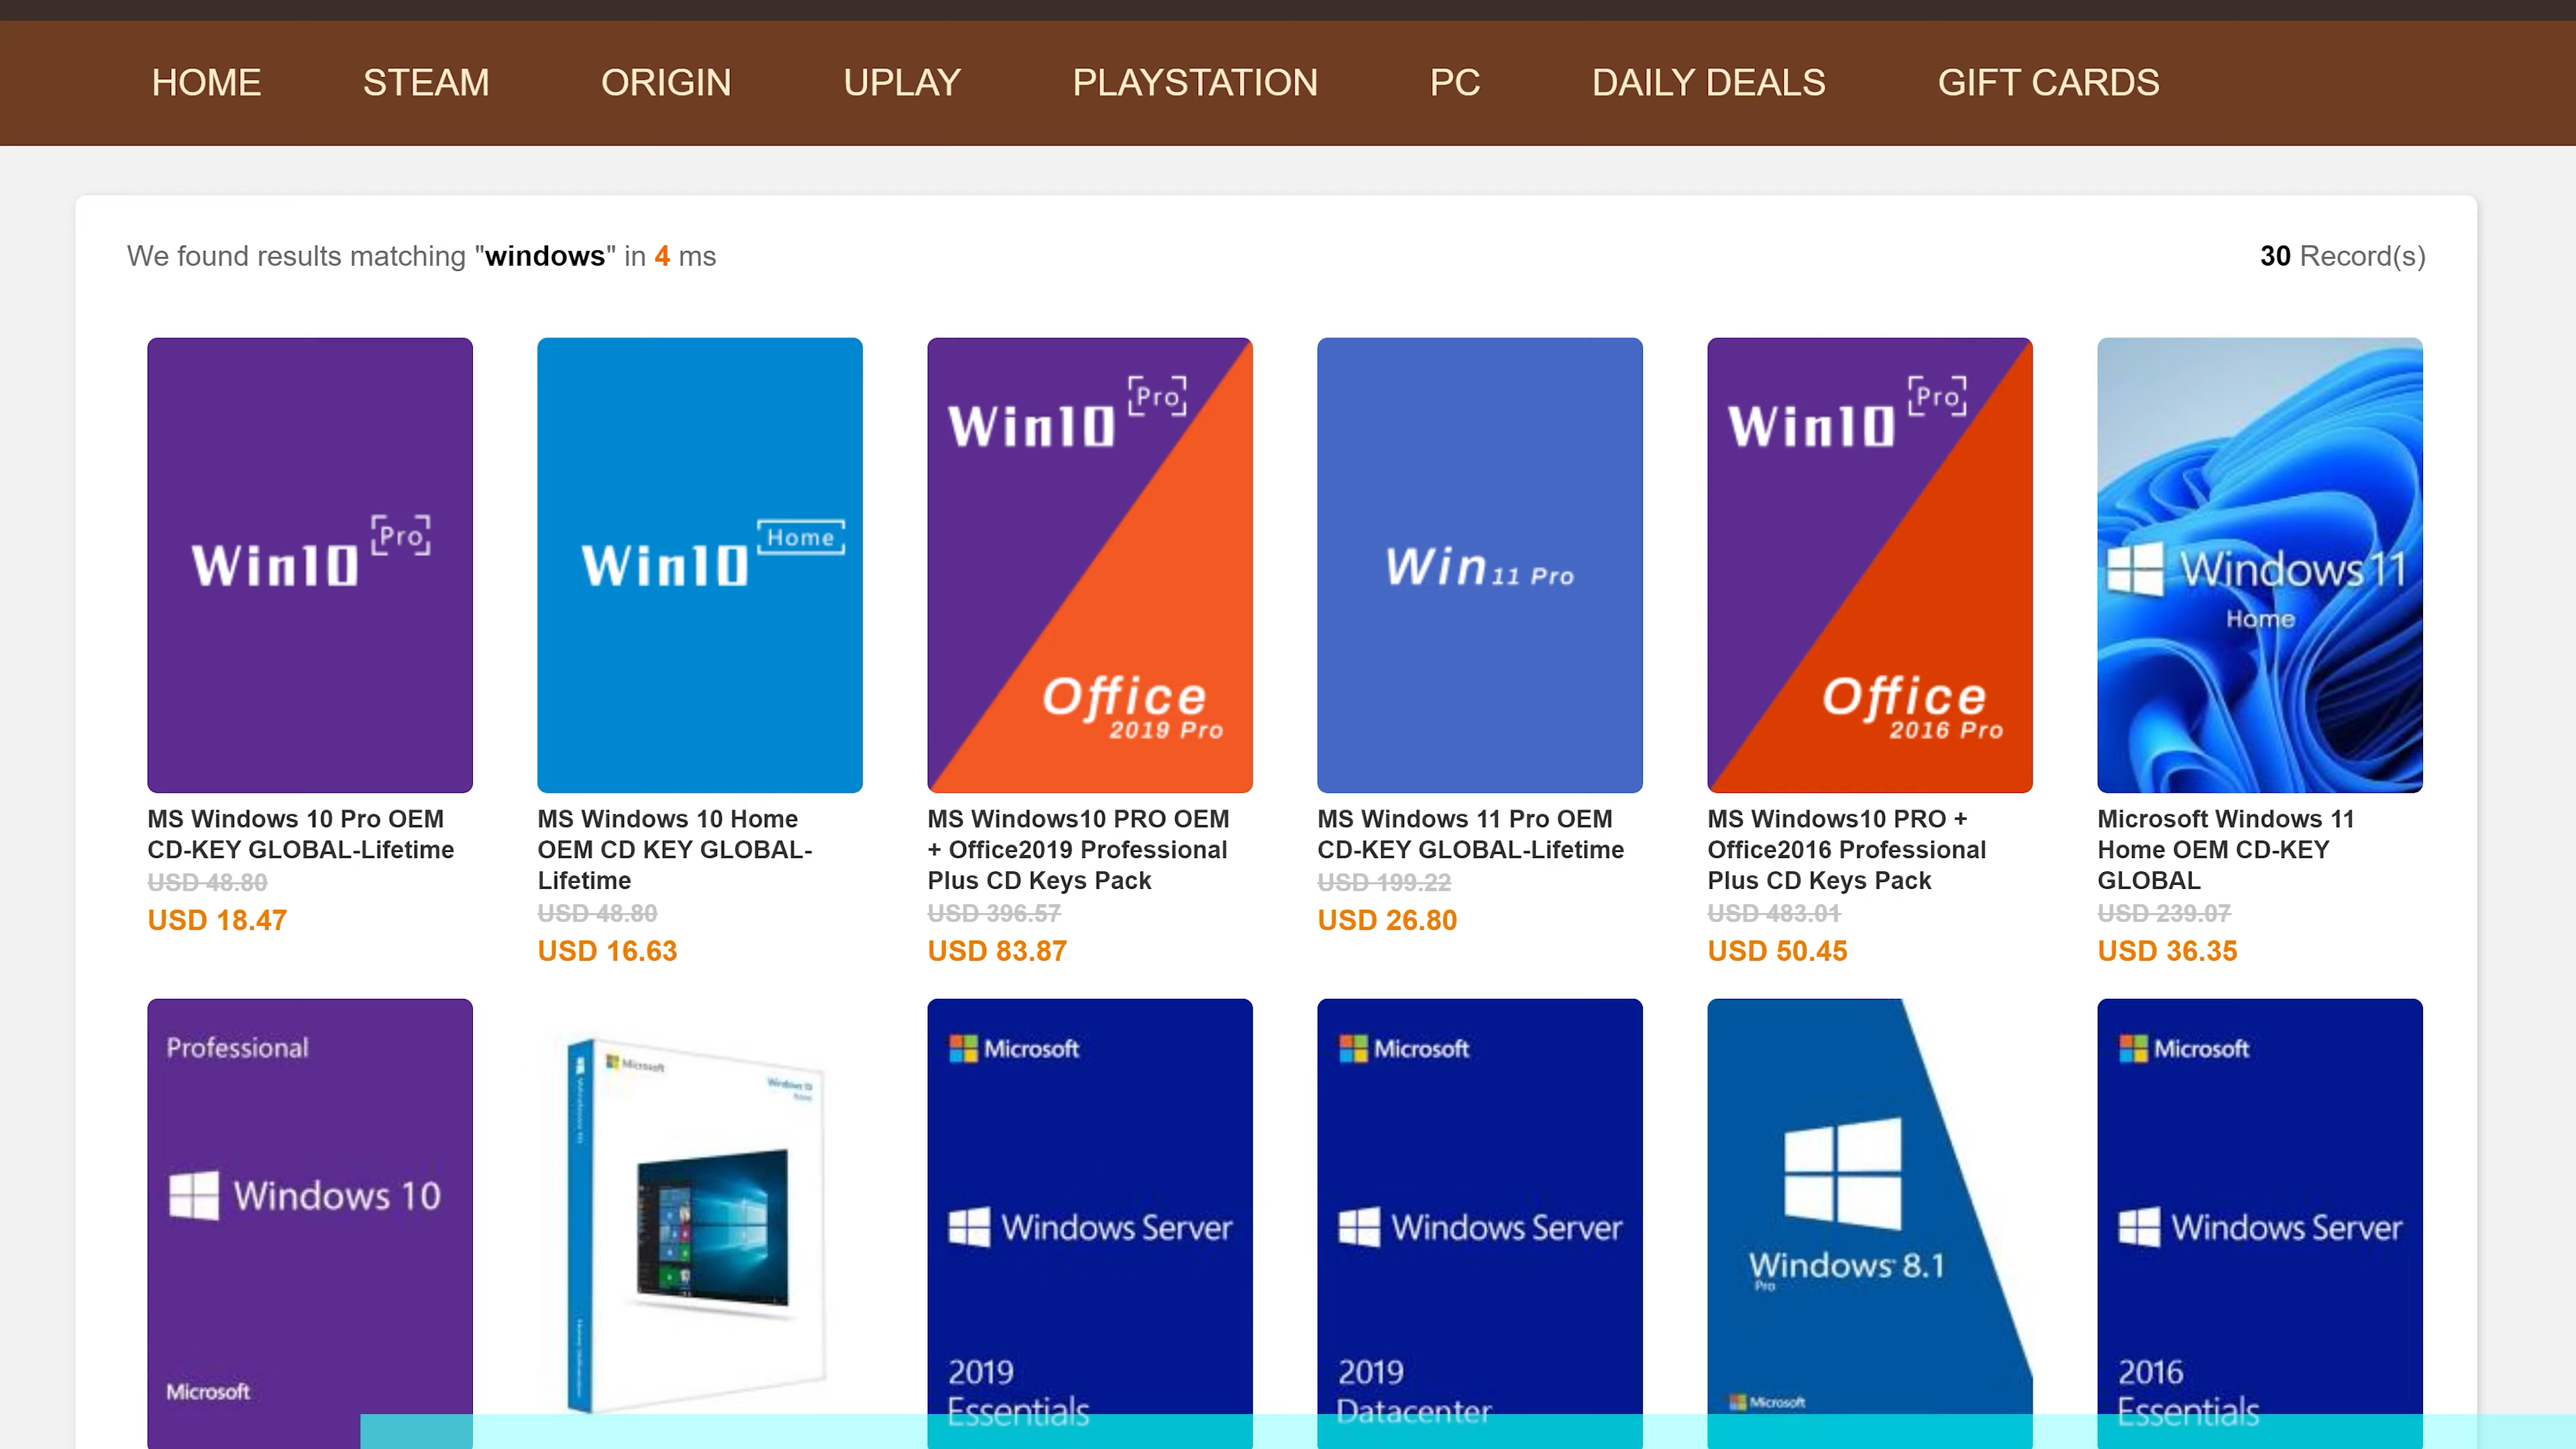 HOME STEAM ORIGIN UPLAY PLAYSTATION PC DAILY DEALS GIFT CARDS
We found results matching "windows" in 4 ms
30 Record(s)
Win10 Pro
MS Windows 10 Pro OEM
CD-KEY GLOBAL-Lifetime
USD 48.80
USD 18.47
Win10 Home
MS Windows 10 Home
OEM CD KEY GLOBAL-
Lifetime
USD 48.80
USD 16.63
Win10 Pro
Office
2019 Pro
MS Windows10 PRO OEM
+ Office2019 Professional
Plus CD Keys Pack
USD 396.57
USD 83.87
Win 11 Pro
MS Windows 11 Pro OEM
CD-KEY GLOBAL-Lifetime
USD 199.22
USD 26.80
Win10 Pro
Office
2016 Pro
MS Windows10 PRO +
Office2016 Professional
Plus CD Keys Pack
USD 483.01
USD 50.45
Windows 11
Home
Microsoft Windows 11
Home OEM CD-KEY
GLOBAL
USD 239.07
USD 36.35
Professional
Windows 10
Microsoft
Microsoft
Windows 10
Microsoft
Windows Server
2019
Essentials
Microsoft
Windows Server
2019
Datacenter
Windows 8.1
Pro
Microsoft
Microsoft
Windows Server
2016
Essentials